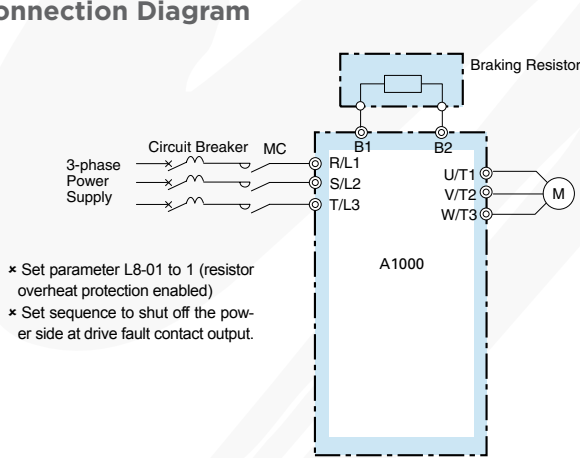 onnection Diagram
Braking Resistor
B1 B2
Circuit Breaker MC
3-phase
Power
Supply
R/L1
S/L2
T/L3
U/T1
V/T2
W/T3
M
A1000
× Set parameter L8-01 to 1 (resistor
overheat protection enabled)
× Set sequence to shut off the pow-
er side at drive fault contact output.